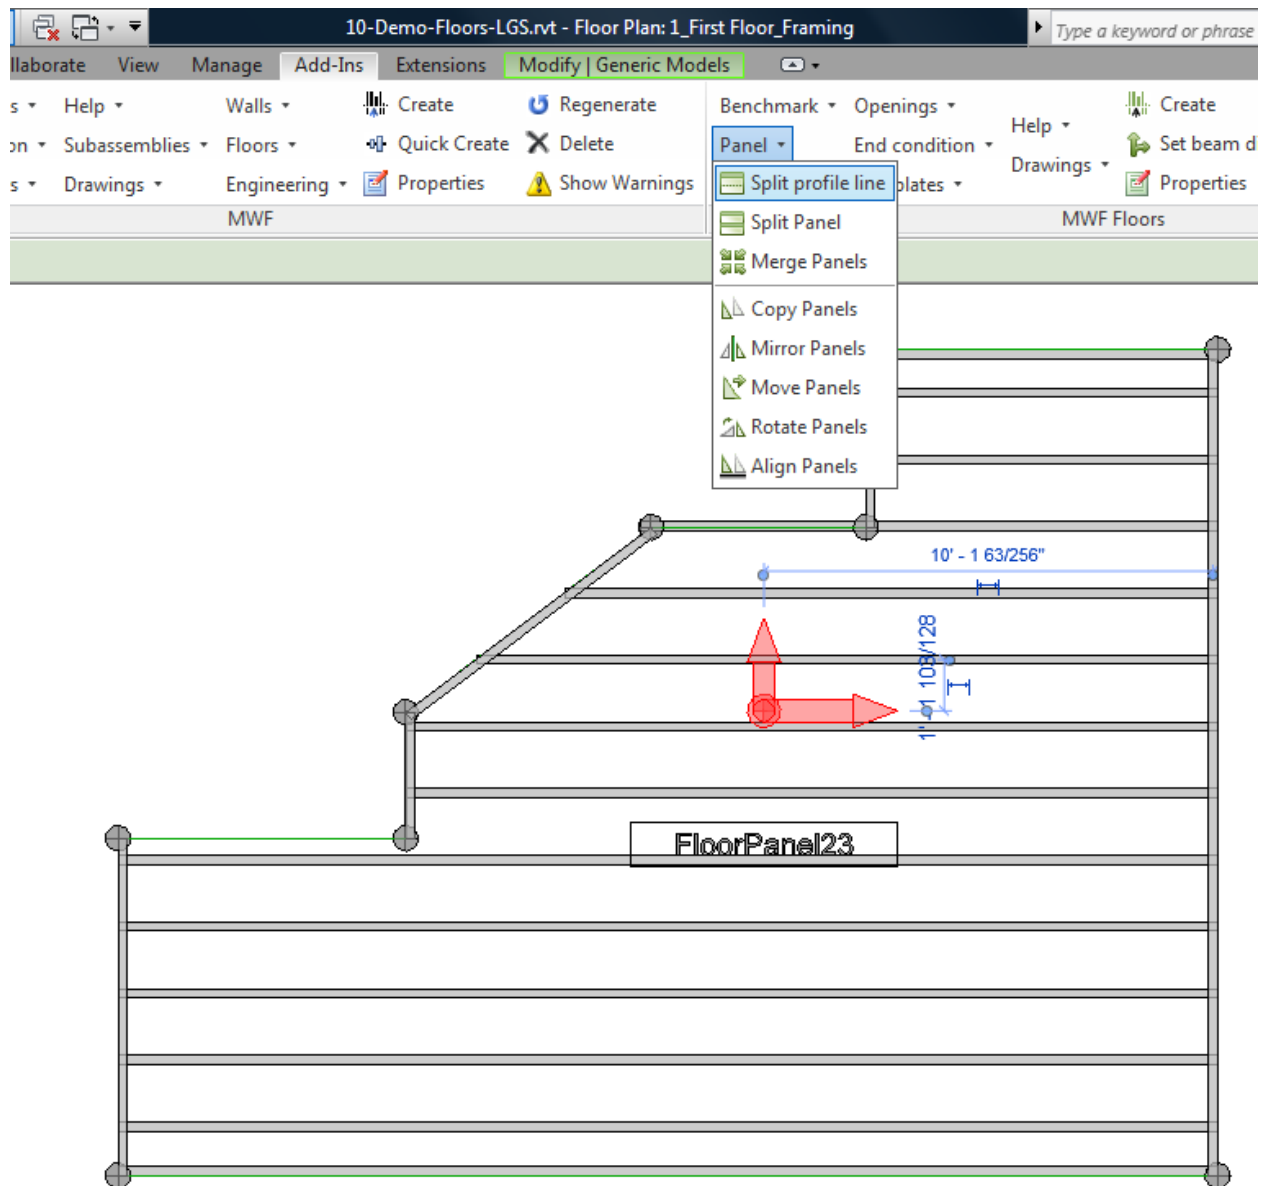 10-Demo-Floors-LGS.rvt - Floor Plan: 1_First Floor_Framing
Type a keyword or phrase
llaborate View Manage Add-Ins Extensions Modify | Generic Models
s Help Walls Create Regenerate Benchmark Openings Create
on Subassemblies Floors Quick Create Delete Panel End condition Help Set beam d
s Drawings Engineering Properties Show Warnings Split profile line plates Drawings Properties
MWF MWF Floors
Split Panel
Merge Panels
Copy Panels
Mirror Panels
Move Panels
Rotate Panels
Align Panels
10' - 1 63/256"
FloorPanel23